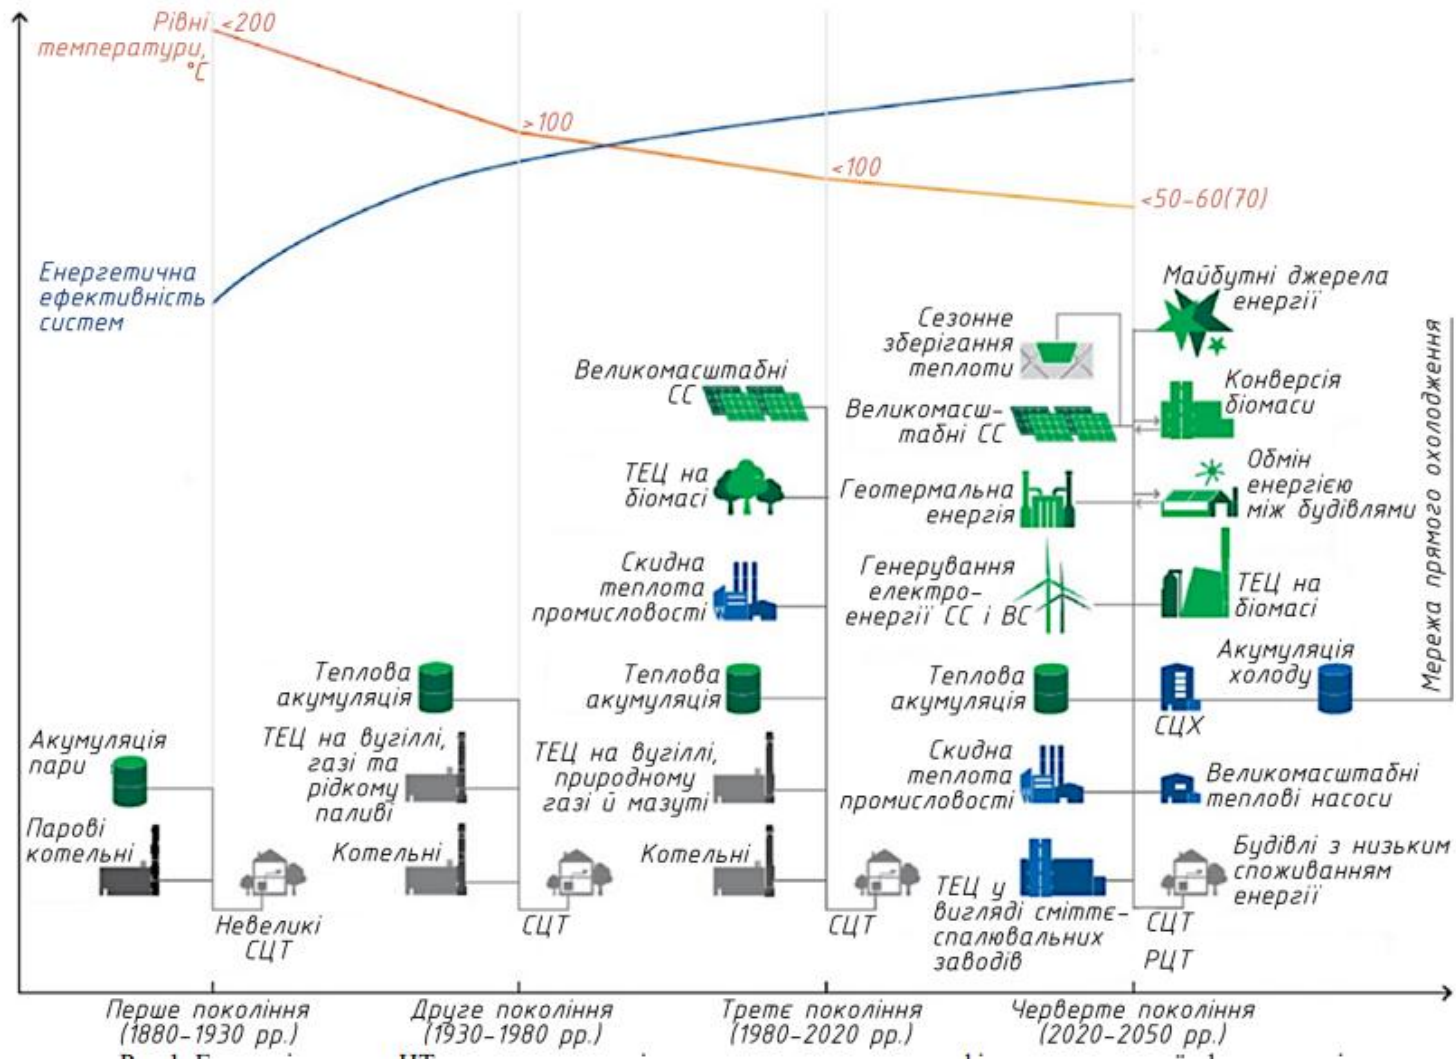 Рівні <200
температури,
°С
>100
<100
<50-60(70)
Енергетична
ефективність
систем
Акумуляція
пари
Парові
котельні
Невеликі
СЦТ
Теплова
акумуляція
ТЕЦ на вугіллі,
газі та
рідкому
паливі
Котельні
СЦТ
Великомасштабні
СС
ТЕЦ на
біомасі
Скидна
теплота
промисловості
Теплова
акумуляція
ТЕЦ на вугіллі,
природному
газі й мазуті
Котельні
СЦТ
Сезонне
зберігання
теплоти
Великомасш-
табні СС
Геотермальна
енергія
Генерування
електро-
енергії СС і ВС
Теплова
акумуляція
Скидна
теплота
промисловості
ТЕЦ у
вигляді смiттє-
спалювальних
заводів
Майбутні джерела
енергії
Конверсія
біомаси
Обмін
енергією
між будівлями
ТЕЦ на
біомасі
Акумуляція
холоду
СЦХ
Великомасштабні
теплові насоси
Будівлі з низьким
споживанням
енергії
СЦТ
РЦТ
Мережа прямого охолодження
Перше покоління
(1880-1930 рр.)
Друге покоління
(1930-1980 рр.)
Третє покоління
(1980-2020 рр.)
Черверте покоління
(2020-2050 рр.)